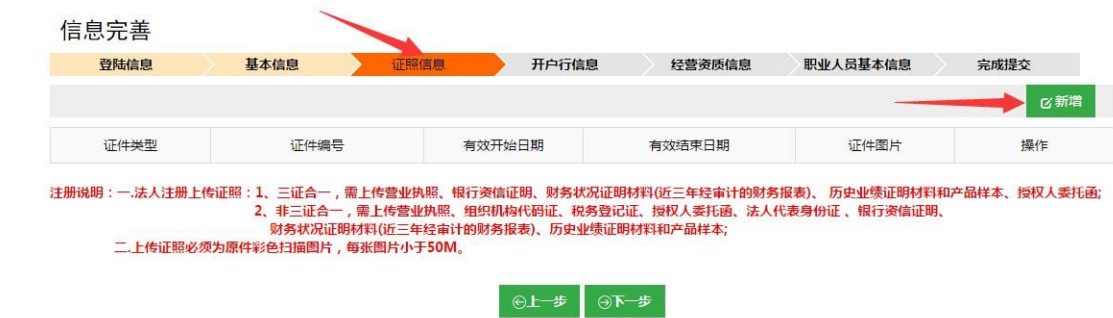 信息完善
登陆信息 基本信息 证照信息 开户行信息 经营资质信息 职业人员基本信息 完成提交
新增
证件类型 证件编号 有效开始日期 有效结束日期 证件图片 操作
注册说明：一.法人注册上传证照：1、三证合一，需上传营业执照、银行资信证明、财务状况证明材料(近三年经审计的财务报表)、 历史业绩证明材料和产品样本、授权人委托函;
2、非三证合一，需上传营业执照、组织机构代码证、税务登记证、授权人委托函、法人代表身份证 、银行资信证明、
财务状况证明材料(近三年经审计的财务报表)、历史业绩证明材料和产品样本;
二.上传证照必须为原件彩色扫描图片，每张图片小于50M。
上一步 下一步